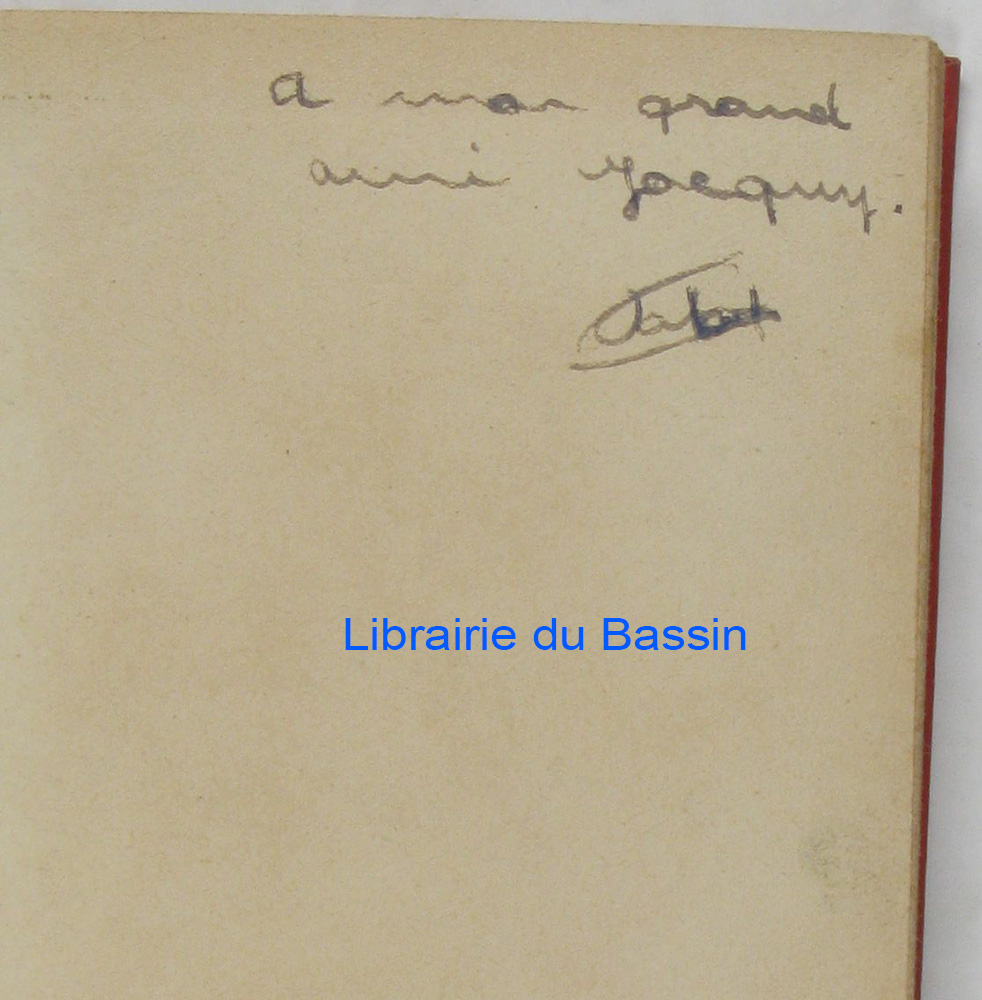 a mon grand
ami Jacquy.
Librairie du Bassin